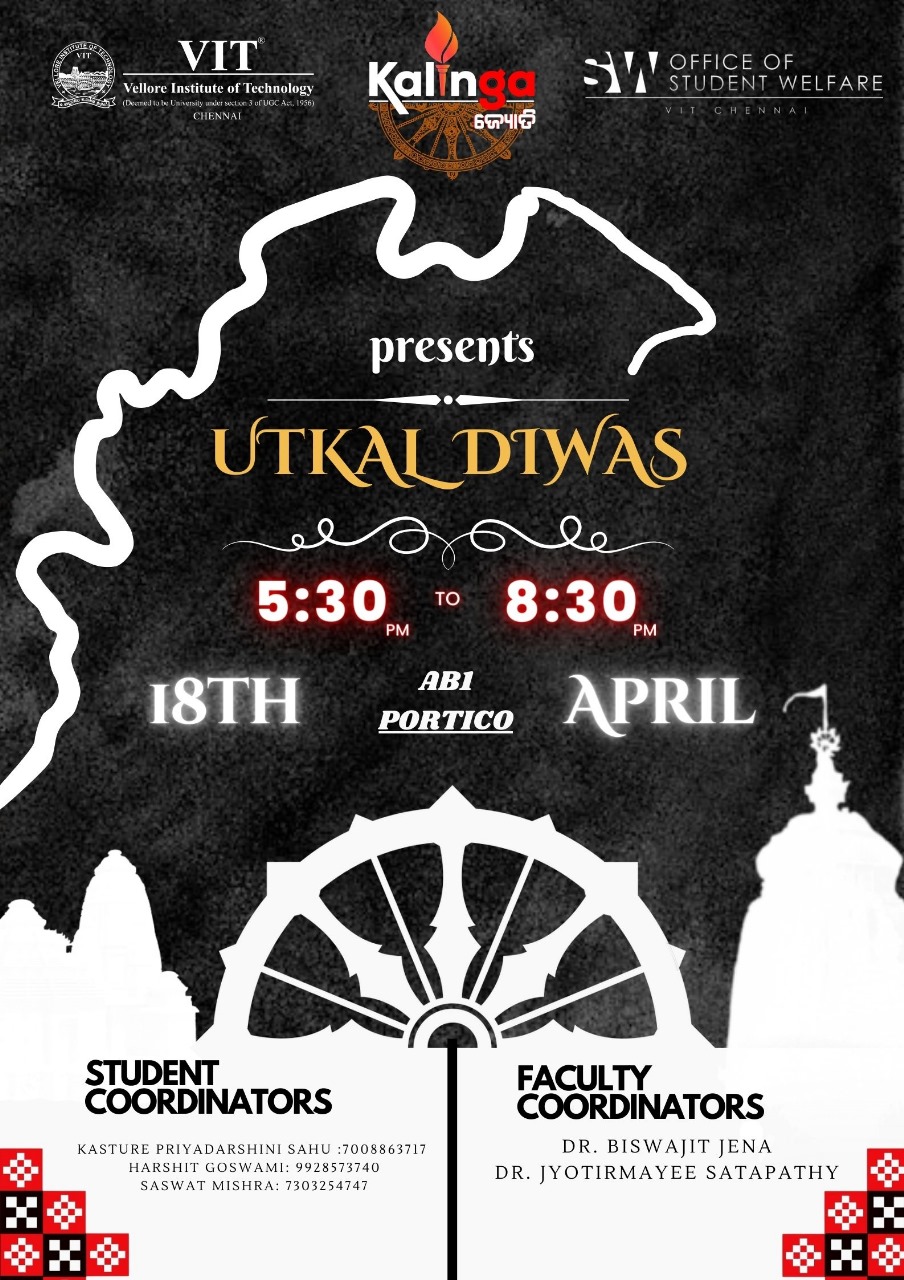 VIT®
Vellore Institute of Technology
(Deemed to be University under section 3 of UGC Act, 1956)
CHENNAI
Kalinga
ଜ୍ୟୋତି
SW OFFICE OF
STUDENT WELFARE
VIT CHENNAI
presents
UTKAL DIWAS
5:30 PM TO 8:30 PM
18TH AB1 PORTICO APRIL
STUDENT
COORDINATORS
KASTURE PRIYADARSHINI SAHU :7008863717
HARSHIT GOSWAMI: 9928573740
SASWAT MISHRA: 7303254747
FACULTY
COORDINATORS
DR. BISWAJIT JENA
DR. JYOTIRMAYEE SATAPATHY